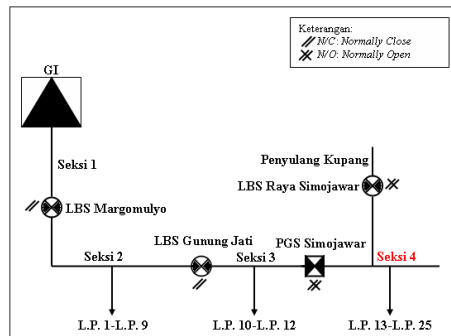 Keterangan:
N/C: Normally Close
N/O: Normally Open
GI
Seksi 1
Penyulang Kupang
LBS Raya Simojawar
LBS Margomulyo
LBS Gunung Jati
PGS Simojawar
Seksi 2
Seksi 3
Seksi 4
L.P. 1-L.P. 9
L.P. 10-L.P. 12
L.P. 13-L.P. 25